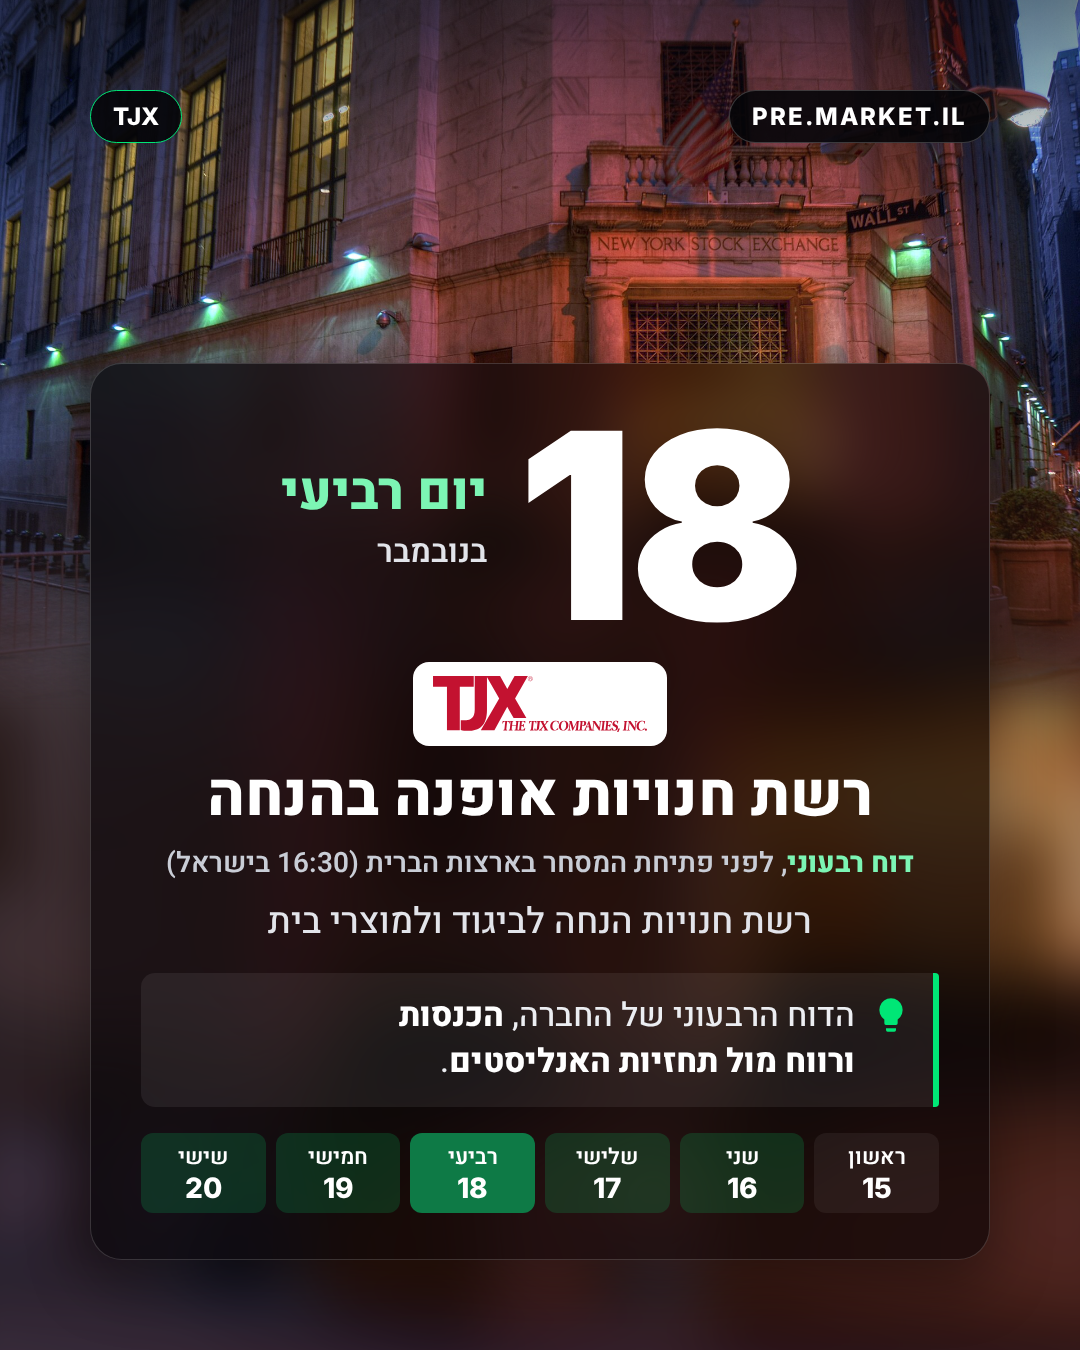 TJX
PRE.MARKET.IL
WALL ST
NEW YORK STOCK EXCHANGE
18
יום רביעי
בנובמבר
TJX®
THE TJX COMPANIES, INC.
רשת חנויות אופנה בהנחה
דוח רבעוני, לפני פתיחת המסחר בארצות הברית (16:30 בישראל)
רשת חנויות הנחה לביגוד ולמוצרי בית
הדוח הרבעוני של החברה, הכנסות
ורווח מול תחזיות האנליסטים.
ראשון 15
שני 16
שלישי 17
רביעי 18
חמישי 19
שישי 20